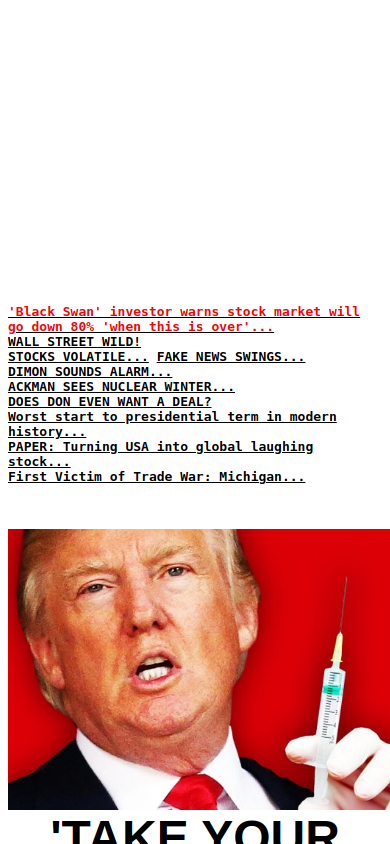 'Black Swan' investor warns stock market will
go down 80% 'when this is over'...
WALL STREET WILD!
STOCKS VOLATILE... FAKE NEWS SWINGS...
DIMON SOUNDS ALARM...
ACKMAN SEES NUCLEAR WINTER...
DOES DON EVEN WANT A DEAL?
Worst start to presidential term in modern
history...
PAPER: Turning USA into global laughing
stock...
First Victim of Trade War: Michigan...
'TAKE YOUR